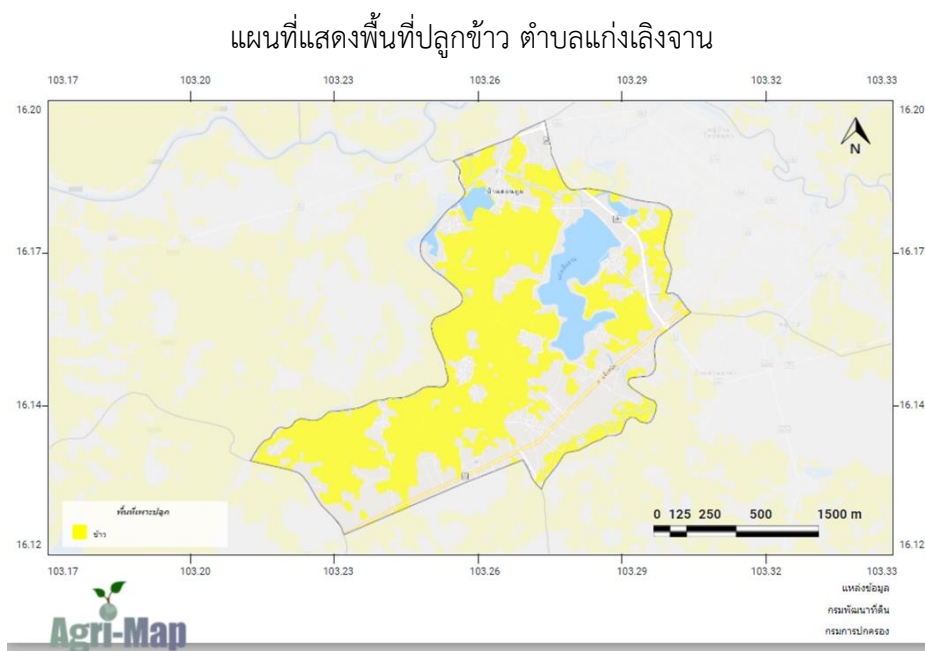 แผนที่แสดงพื้นที่ปลูกข้าว ตำบลแก่งเลิงจาน
103.17 103.20 103.23 103.26 103.29 103.32 103.33
16.20 16.20
N
16.17 16.17
16.14 16.14
พื้นที่เพาะปลูก
ข้าว
0 125 250 500 1500 m
16.12 16.12
103.17 103.20 103.23 103.26 103.29 103.32 103.33
แหล่งข้อมูล
กรมพัฒนาที่ดิน
กรมการปกครอง
Agri-Map